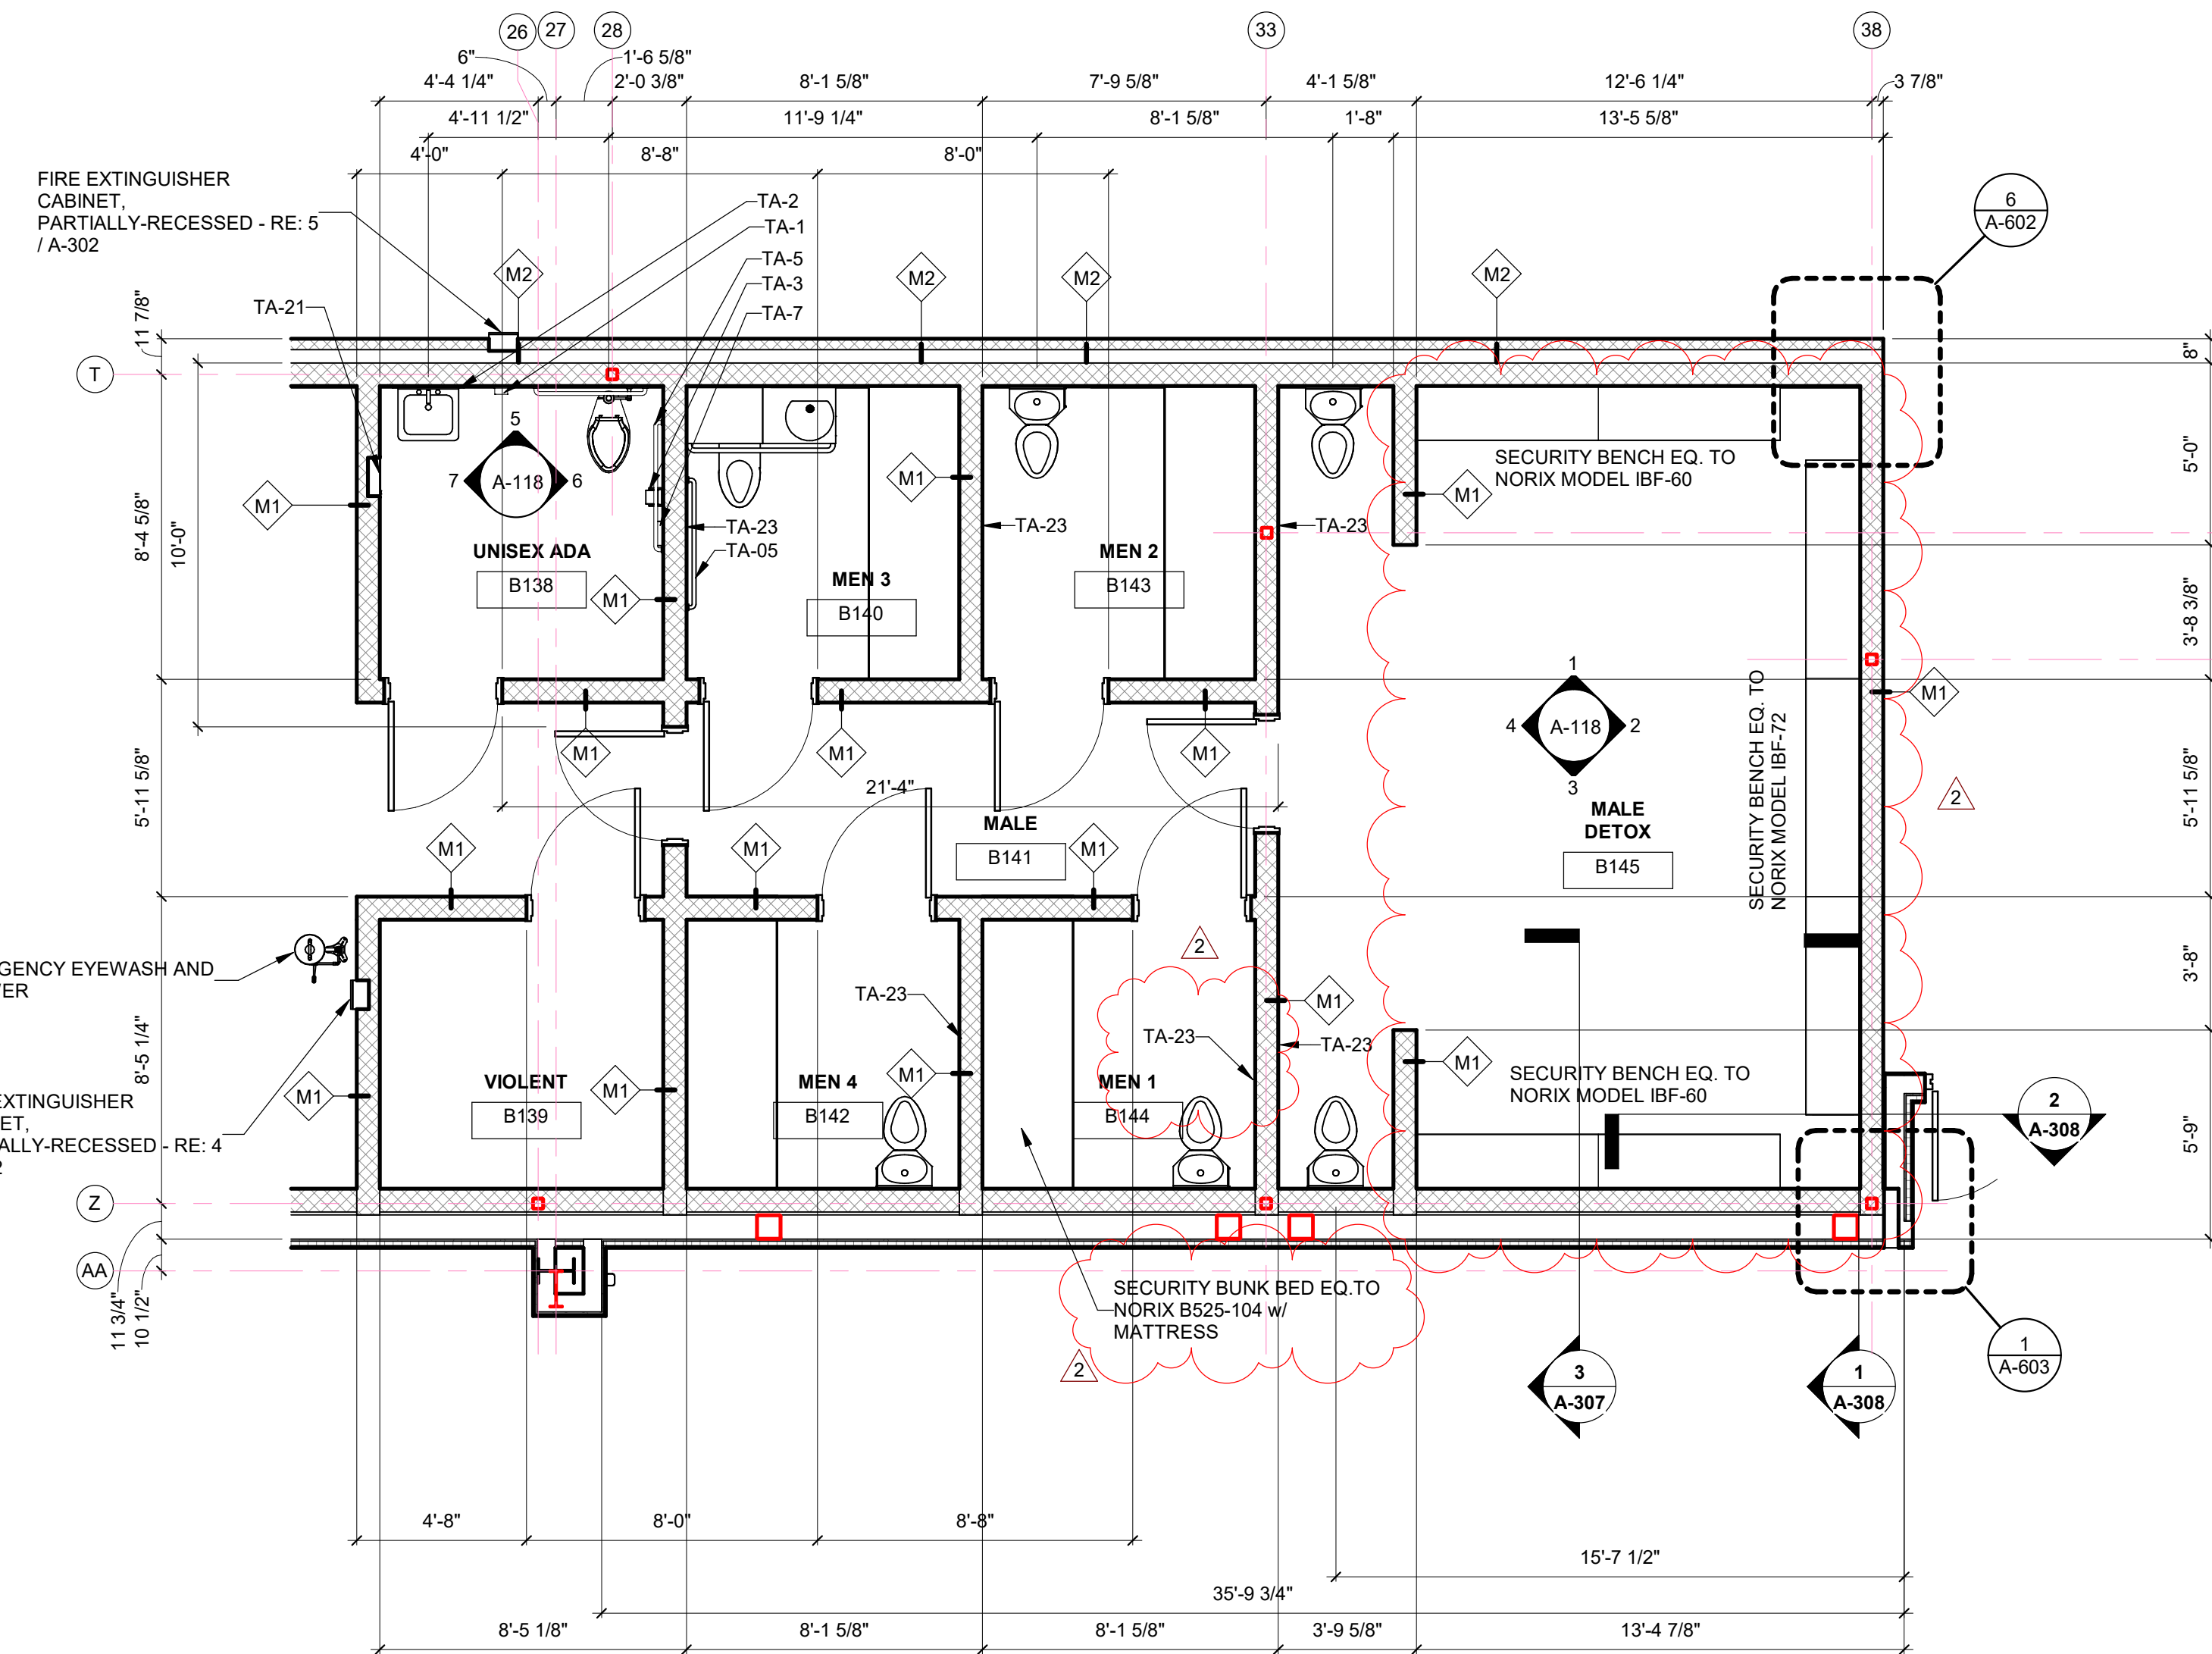 26
27
28
33
38
6"
1'-6 5/8"
4'-4 1/4"
2'-0 3/8"
8'-1 5/8"
7'-9 5/8"
4'-1 5/8"
12'-6 1/4"
3 7/8"
4'-11 1/2"
11'-9 1/4"
8'-1 5/8"
1'-8"
13'-5 5/8"
4'-0"
8'-8"
8'-0"
FIRE EXTINGUISHER
CABINET,
PARTIALLY-RECESSED - RE: 5
/ A-302
TA-2
TA-1
TA-5
TA-3
TA-7
6
A-602
M2
M2
M2
M2
TA-21
11 7/8"
8"
T
5
7
A-118
6
M1
M1
M1
SECURITY BENCH EQ. TO
NORIX MODEL IBF-60
5'-0"
8'-4 5/8"
10'-0"
TA-23
TA-05
TA-23
TA-23
UNISEX ADA
B138
M1
MEN 3
B140
MEN 2
B143
3'-8 3/8"
M1
M1
M1
M1
1
4
A-118
2
3
SECURITY BENCH EQ. TO
NORIX MODEL IBF-72
5'-11 5/8"
21'-4"
2
5'-11 5/8"
MALE
B141
MALE
DETOX
B145
M1
M1
M1
2
GENCY EYEWASH AND
ER
TA-23
M1
3'-8"
TA-23
TA-23
8'-5 1/4"
M1
VIOLENT
B139
M1
MEN 4
B142
M1
MEN 1
B144
M1
SECURITY BENCH EQ. TO
NORIX MODEL IBF-60
EXTINGUISHER
ET,
ALLY-RECESSED - RE: 4
2
A-308
5'-9"
Z
AA
11 3/4"
10 1/2"
SECURITY BUNK BED EQ.TO
NORIX B525-104 w/
MATTRESS
2
3
A-307
1
A-308
1
A-603
4'-8"
8'-0"
8'-8"
15'-7 1/2"
35'-9 3/4"
8'-5 1/8"
8'-1 5/8"
8'-1 5/8"
3'-9 5/8"
13'-4 7/8"